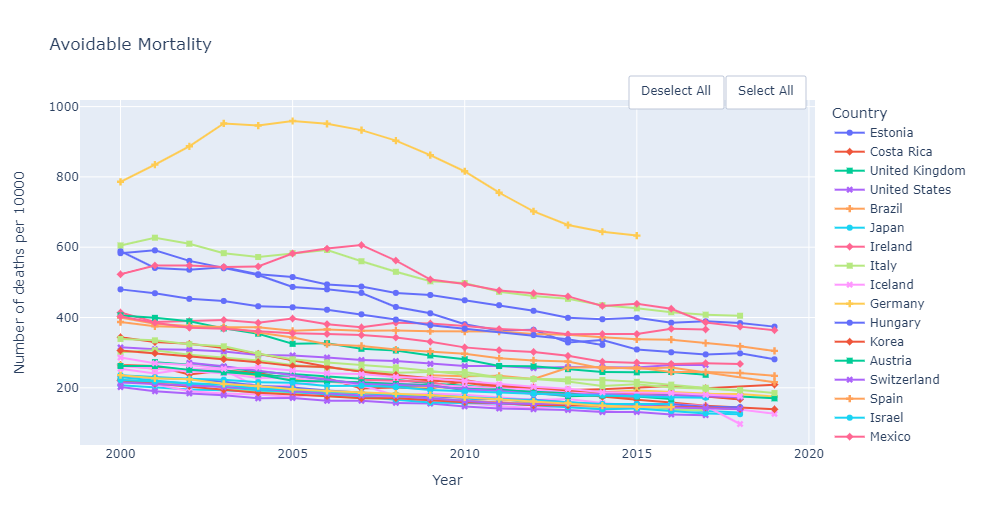 Avoidable Mortality
Deselect All
Select All
Number of deaths per 10000
1000
800
600
400
200
2000
2005
2010
2015
2020
Year
Country
Estonia
Costa Rica
United Kingdom
United States
Brazil
Japan
Ireland
Italy
Iceland
Germany
Hungary
Korea
Austria
Switzerland
Spain
Israel
Mexico